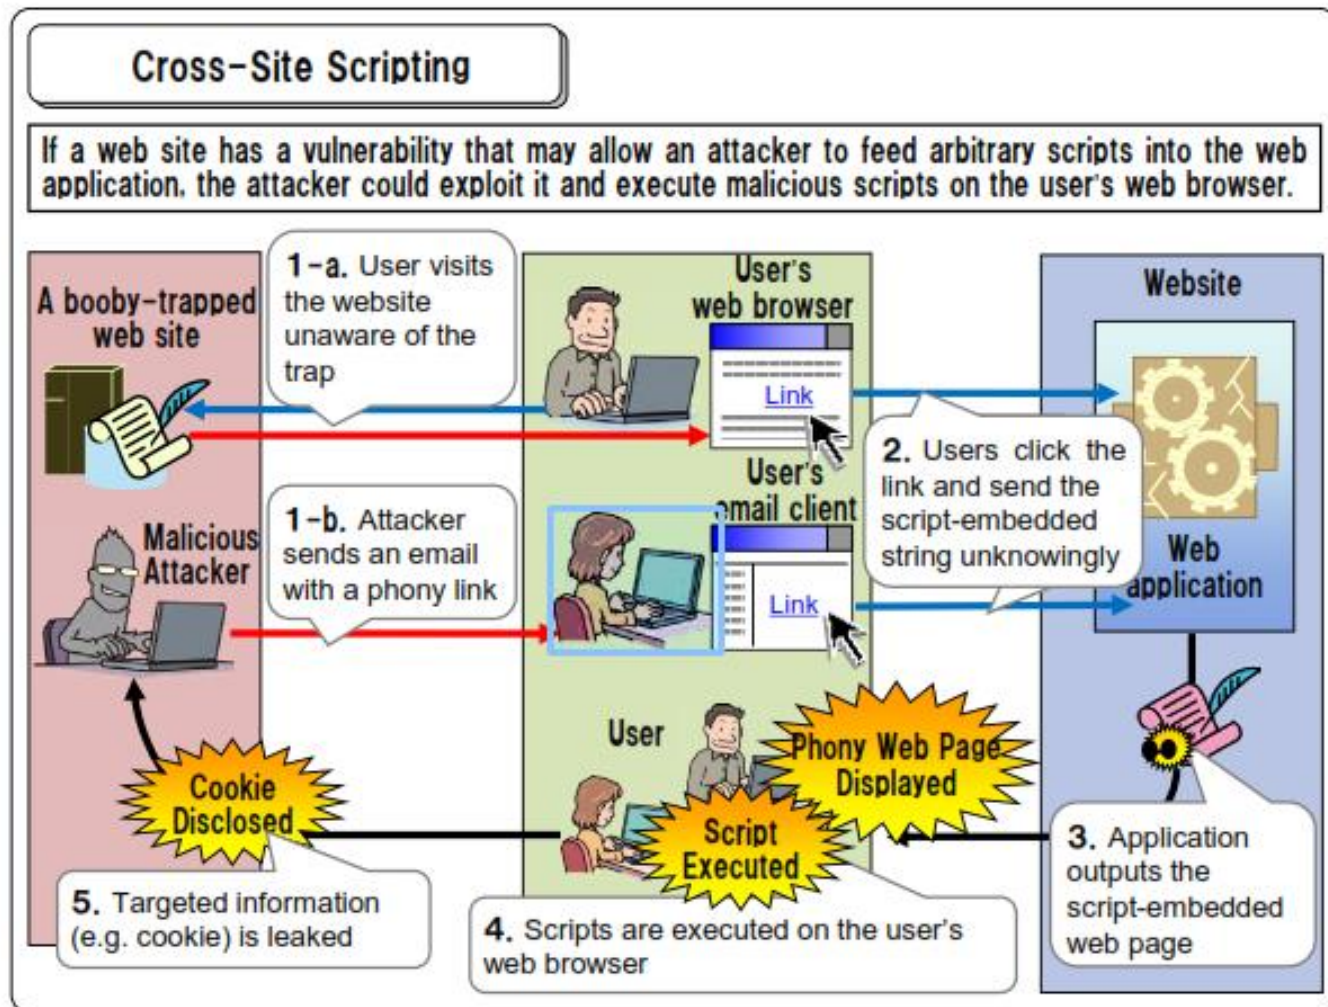 Cross-Site Scripting
If a web site has a vulnerability that may allow an attacker to feed arbitrary scripts into the web
application, the attacker could exploit it and execute malicious scripts on the user's web browser.
A booby-trapped
web site
1-a. User visits
the website
unaware of the
trap
User's
web browser
Link
Website
2. Users click the
link and send the
script-embedded
string unknowingly
Web
application
Malicious
Attacker
1-b. Attacker
sends an email
with a phony link
User's
email client
Link
User
Phony Web Page
Displayed
Script
Executed
Cookie
Disclosed
3. Application
outputs the
script-embedded
web page
4. Scripts are executed on the user's
web browser
5. Targeted information
(e.g. cookie) is leaked